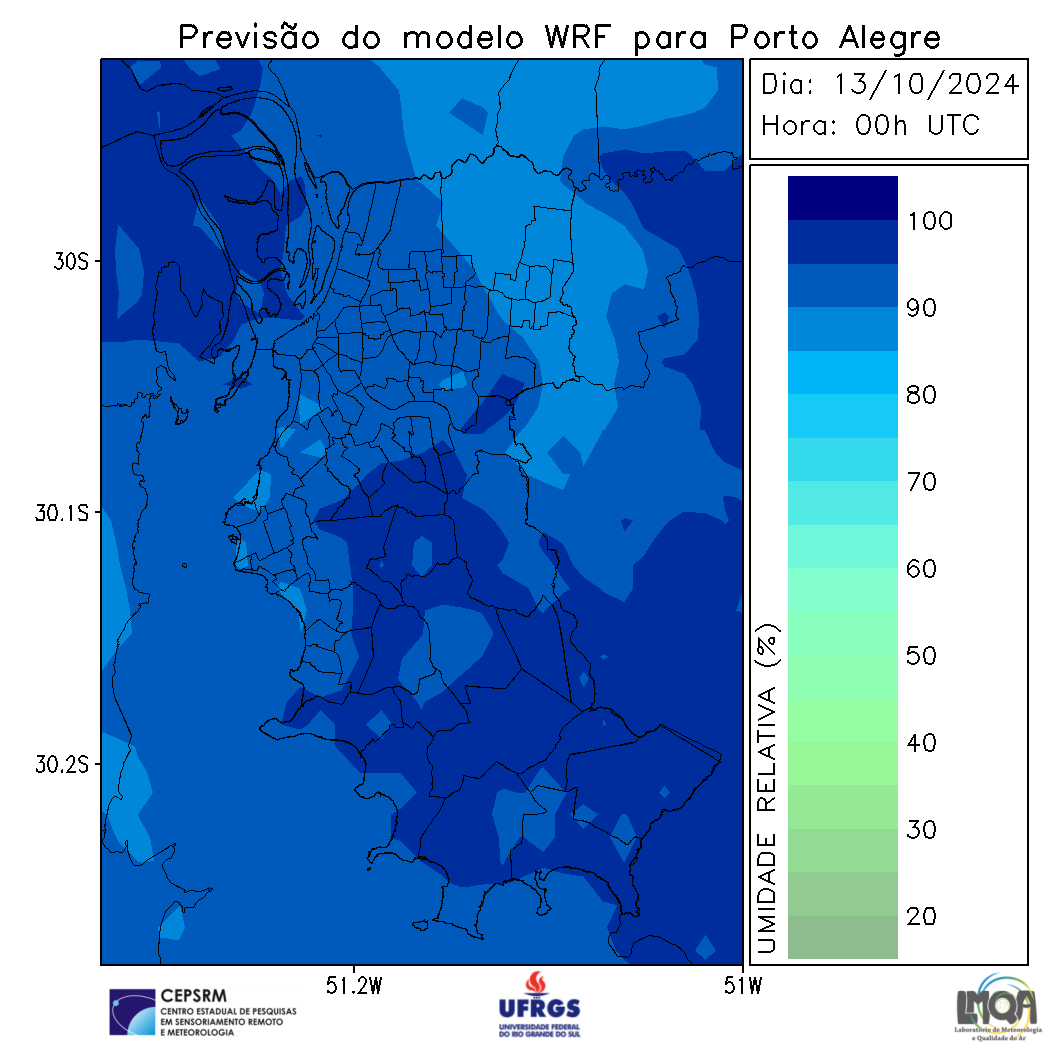 Previsão do modelo WRF para Porto Alegre
Dia: 13/10/2024
Hora: 00h UTC
30S
30.1S
30.2S
51.2W
51W
UMIDADE RELATIVA (%)
100
90
80
70
60
50
40
30
20
CEPSRM
CENTRO ESTADUAL DE PESQUISAS
EM SENSORIAMENTO REMOTO
E METEOROLOGIA
UFRGS
UNIVERSIDADE FEDERAL
DO RIO GRANDE DO SUL
LMQA
Laboratório de Meteorologia
e Qualidade do Ar